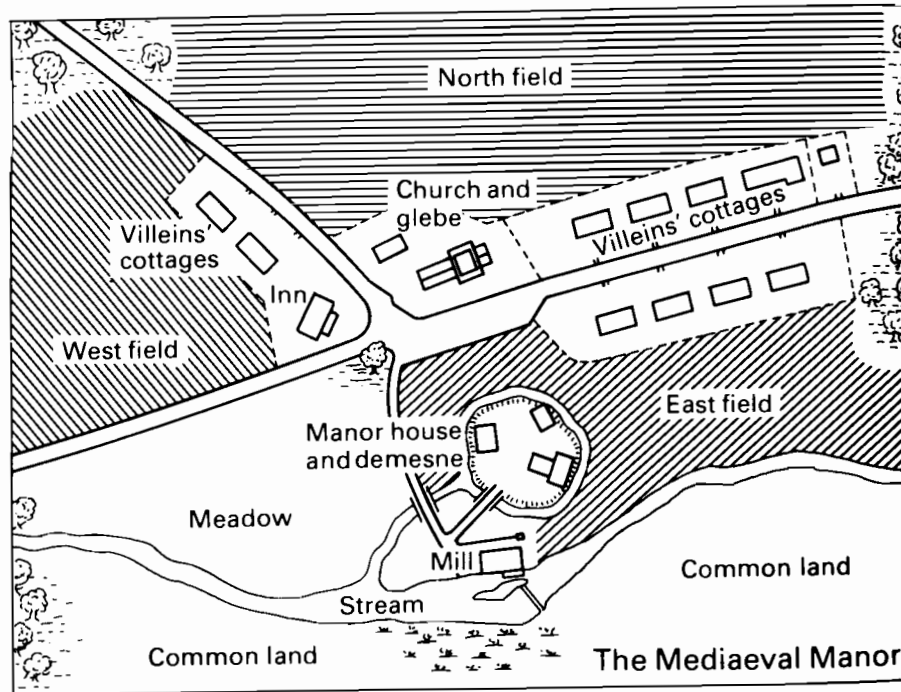 North field
Church and
glebe
Villeins' cottages
Villeins'
cottages
Inn
West field
East field
Manor house
and demesne
Meadow
Mill
Common land
Stream
Common land
The Mediaeval Manor